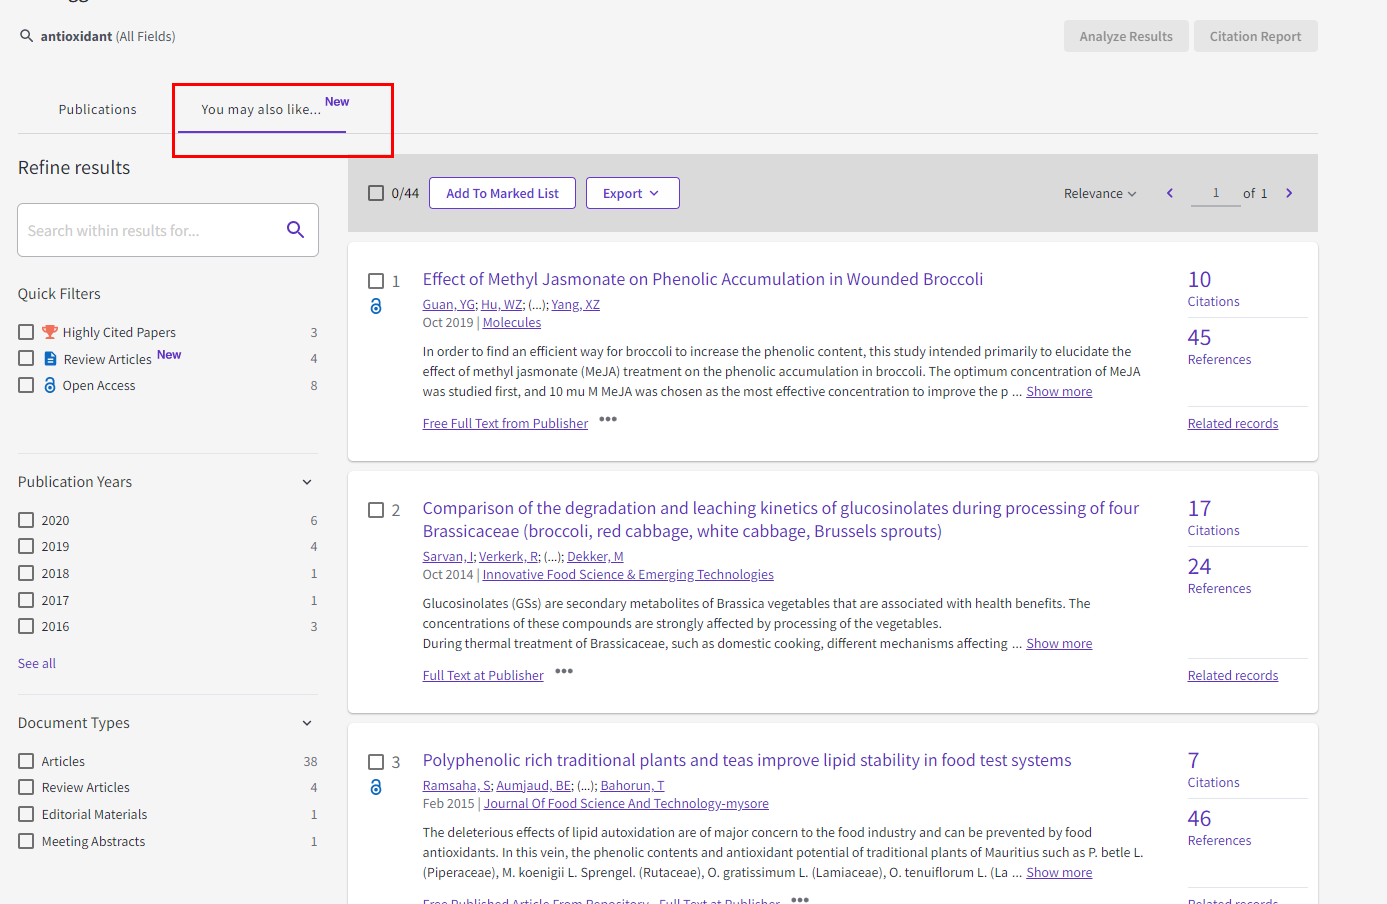 antioxidant (All Fields)
Analyze Results
Citation Report
Publications
You may also like...
New
Refine results
Search within results for...
Quick Filters
Highly Cited Papers 3
Review Articles New 4
Open Access 8
Publication Years
2020 6
2019 4
2018 1
2017 1
2016 3
See all
Document Types
Articles 38
Review Articles 4
Editorial Materials 1
Meeting Abstracts 1
0/44
Add To Marked List
Export
Relevance
1 of 1
1 Effect of Methyl Jasmonate on Phenolic Accumulation in Wounded Broccoli
Guan, YG; Hu, WZ; (...); Yang, XZ
Oct 2019 | Molecules
In order to find an efficient way for broccoli to increase the phenolic content, this study intended primarily to elucidate the
effect of methyl jasmonate (MeJA) treatment on the phenolic accumulation in broccoli. The optimum concentration of MeJA
was studied first, and 10 mu M MeJA was chosen as the most effective concentration to improve the p ... Show more
Free Full Text from Publisher
10
Citations
45
References
Related records
2 Comparison of the degradation and leaching kinetics of glucosinolates during processing of four
Brassicaceae (broccoli, red cabbage, white cabbage, Brussels sprouts)
Sarvan, I; Verkerk, R; (...); Dekker, M
Oct 2014 | Innovative Food Science & Emerging Technologies
Glucosinolates (GSs) are secondary metabolites of Brassica vegetables that are associated with health benefits. The
concentrations of these compounds are strongly affected by processing of the vegetables.
During thermal treatment of Brassicaceae, such as domestic cooking, different mechanisms affecting ... Show more
Full Text at Publisher
17
Citations
24
References
Related records
3 Polyphenolic rich traditional plants and teas improve lipid stability in food test systems
Ramsaha, S; Aumjaud, BE; (...); Bahorun, T
Feb 2015 | Journal Of Food Science And Technology-mysore
The deleterious effects of lipid autoxidation are of major concern to the food industry and can be prevented by food
antioxidants. In this vein, the phenolic contents and antioxidant potential of traditional plants of Mauritius such as P. betle L.
(Piperaceae), M. koenigii L. Sprengel. (Rutaceae), O. gratissimum L. (Lamiaceae), O. tenuiflorum L. (La ... Show more
Free Published Article From Repository Full Text at Publisher
7
Citations
46
References
Related records